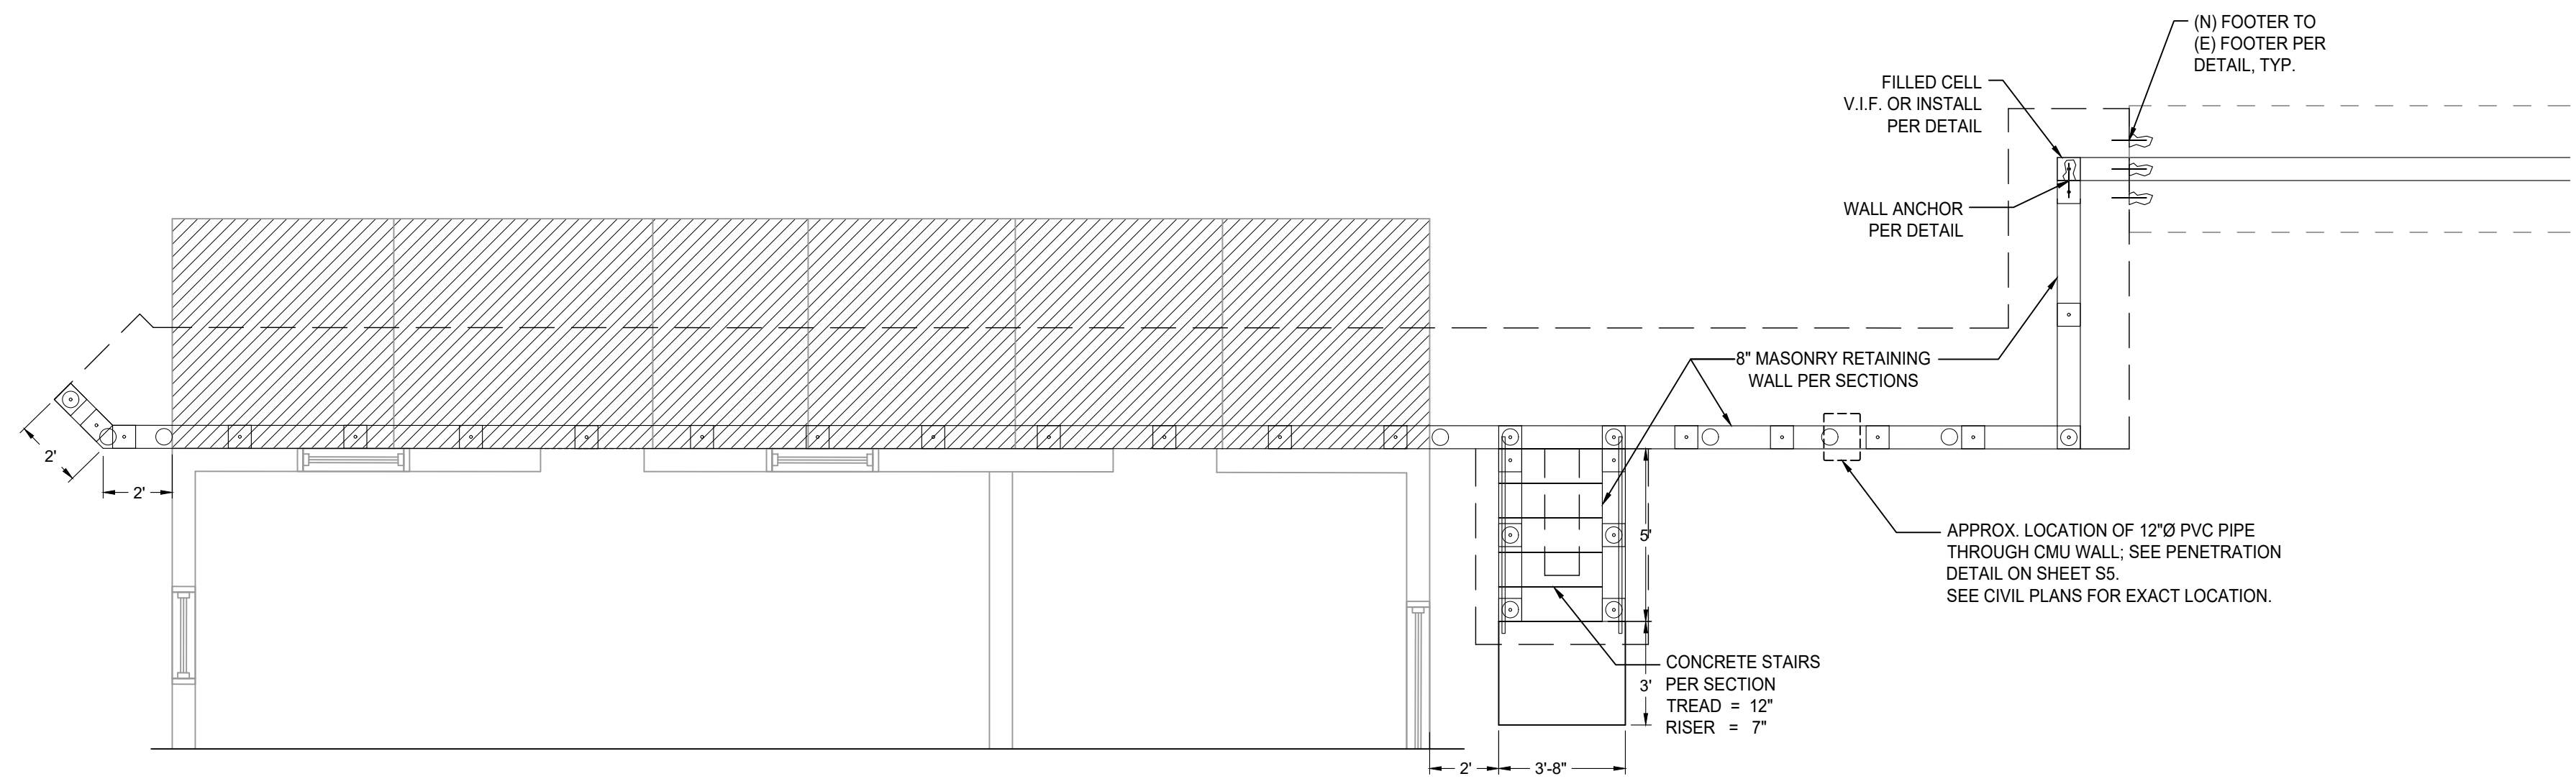 (N) FOOTER TO
(E) FOOTER PER
DETAIL, TYP.
FILLED CELL
V.I.F. OR INSTALL
PER DETAIL
WALL ANCHOR
PER DETAIL
8" MASONRY RETAINING
WALL PER SECTIONS
2'
2'
5'
APPROX. LOCATION OF 12"Ø PVC PIPE
THROUGH CMU WALL; SEE PENETRATION
DETAIL ON SHEET S5.
SEE CIVIL PLANS FOR EXACT LOCATION.
CONCRETE STAIRS
PER SECTION
TREAD = 12"
RISER = 7"
3'
2'
3'-8"